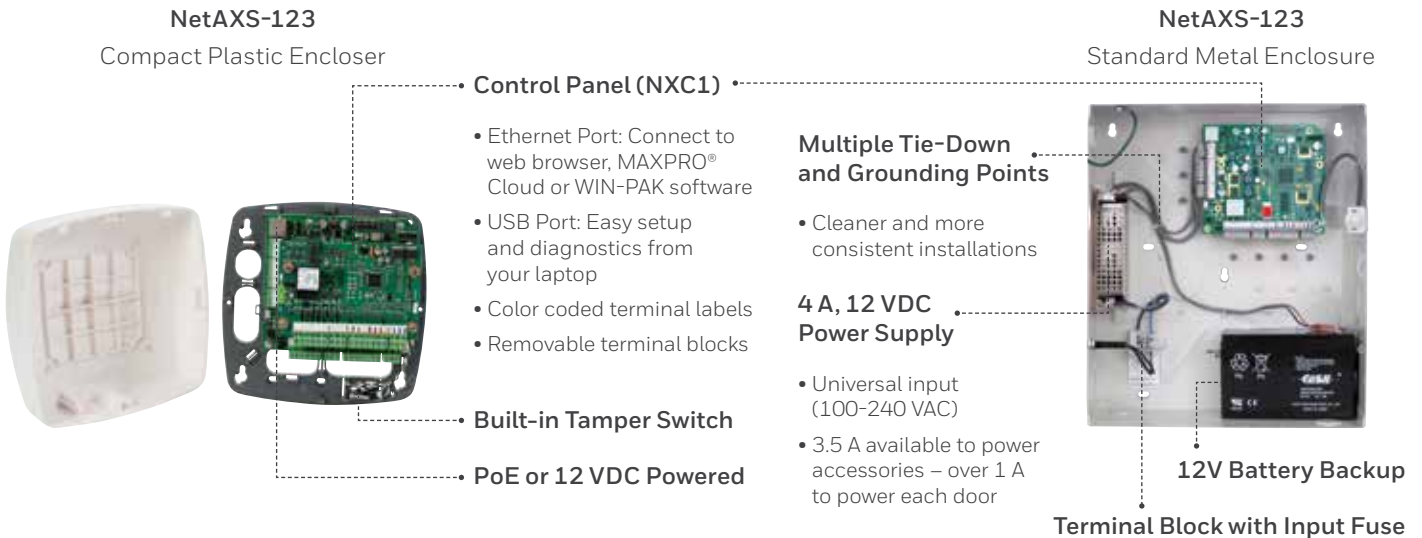 NetAXS-123
Compact Plastic Encloser
Control Panel (NXC1)
• Ethernet Port: Connect to
web browser, MAXPRO®
Cloud or WIN-PAK software
• USB Port: Easy setup
and diagnostics from
your laptop
• Color coded terminal labels
• Removable terminal blocks
Built-in Tamper Switch
PoE or 12 VDC Powered
NetAXS-123
Standard Metal Enclosure
Multiple Tie-Down
and Grounding Points
• Cleaner and more
consistent installations
4 A, 12 VDC
Power Supply
• Universal input
(100-240 VAC)
• 3.5 A available to power
accessories – over 1 A
to power each door
12V Battery Backup
Terminal Block with Input Fuse